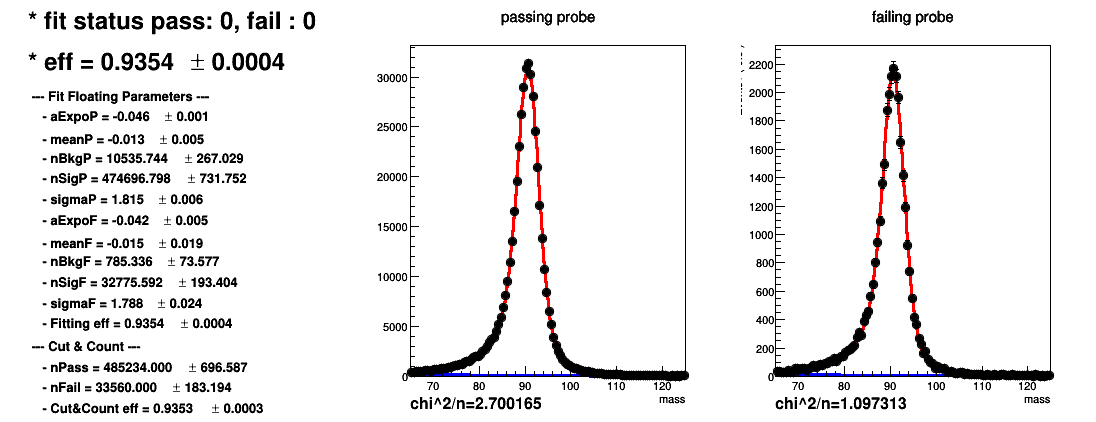 * fit status pass: 0, fail : 0
* eff = 0.9354 ± 0.0004
--- Fit Floating Parameters ---
- aExpoP = -0.046 ± 0.001
- meanP = -0.013 ± 0.005
- nBkgP = 10535.744 ± 267.029
- nSigP = 474696.798 ± 731.752
- sigmaP = 1.815 ± 0.006
- aExpoF = -0.042 ± 0.005
- meanF = -0.015 ± 0.019
- nBkgF = 785.336 ± 73.577
- nSigF = 32775.592 ± 193.404
- sigmaF = 1.788 ± 0.024
- Fitting eff = 0.9354 ± 0.0004
--- Cut & Count ---
- nPass = 485234.000 ± 696.587
- nFail = 33560.000 ± 183.194
- Cut&Count eff = 0.9353 ± 0.0003
passing probe
30000
25000
20000
15000
10000
5000
0
70 80 90 100 110 120
mass
chi^2/n=2.700165
failing probe
2200
2000
1800
1600
1400
1200
1000
800
600
400
200
0
70 80 90 100 110 120
mass
chi^2/n=1.097313